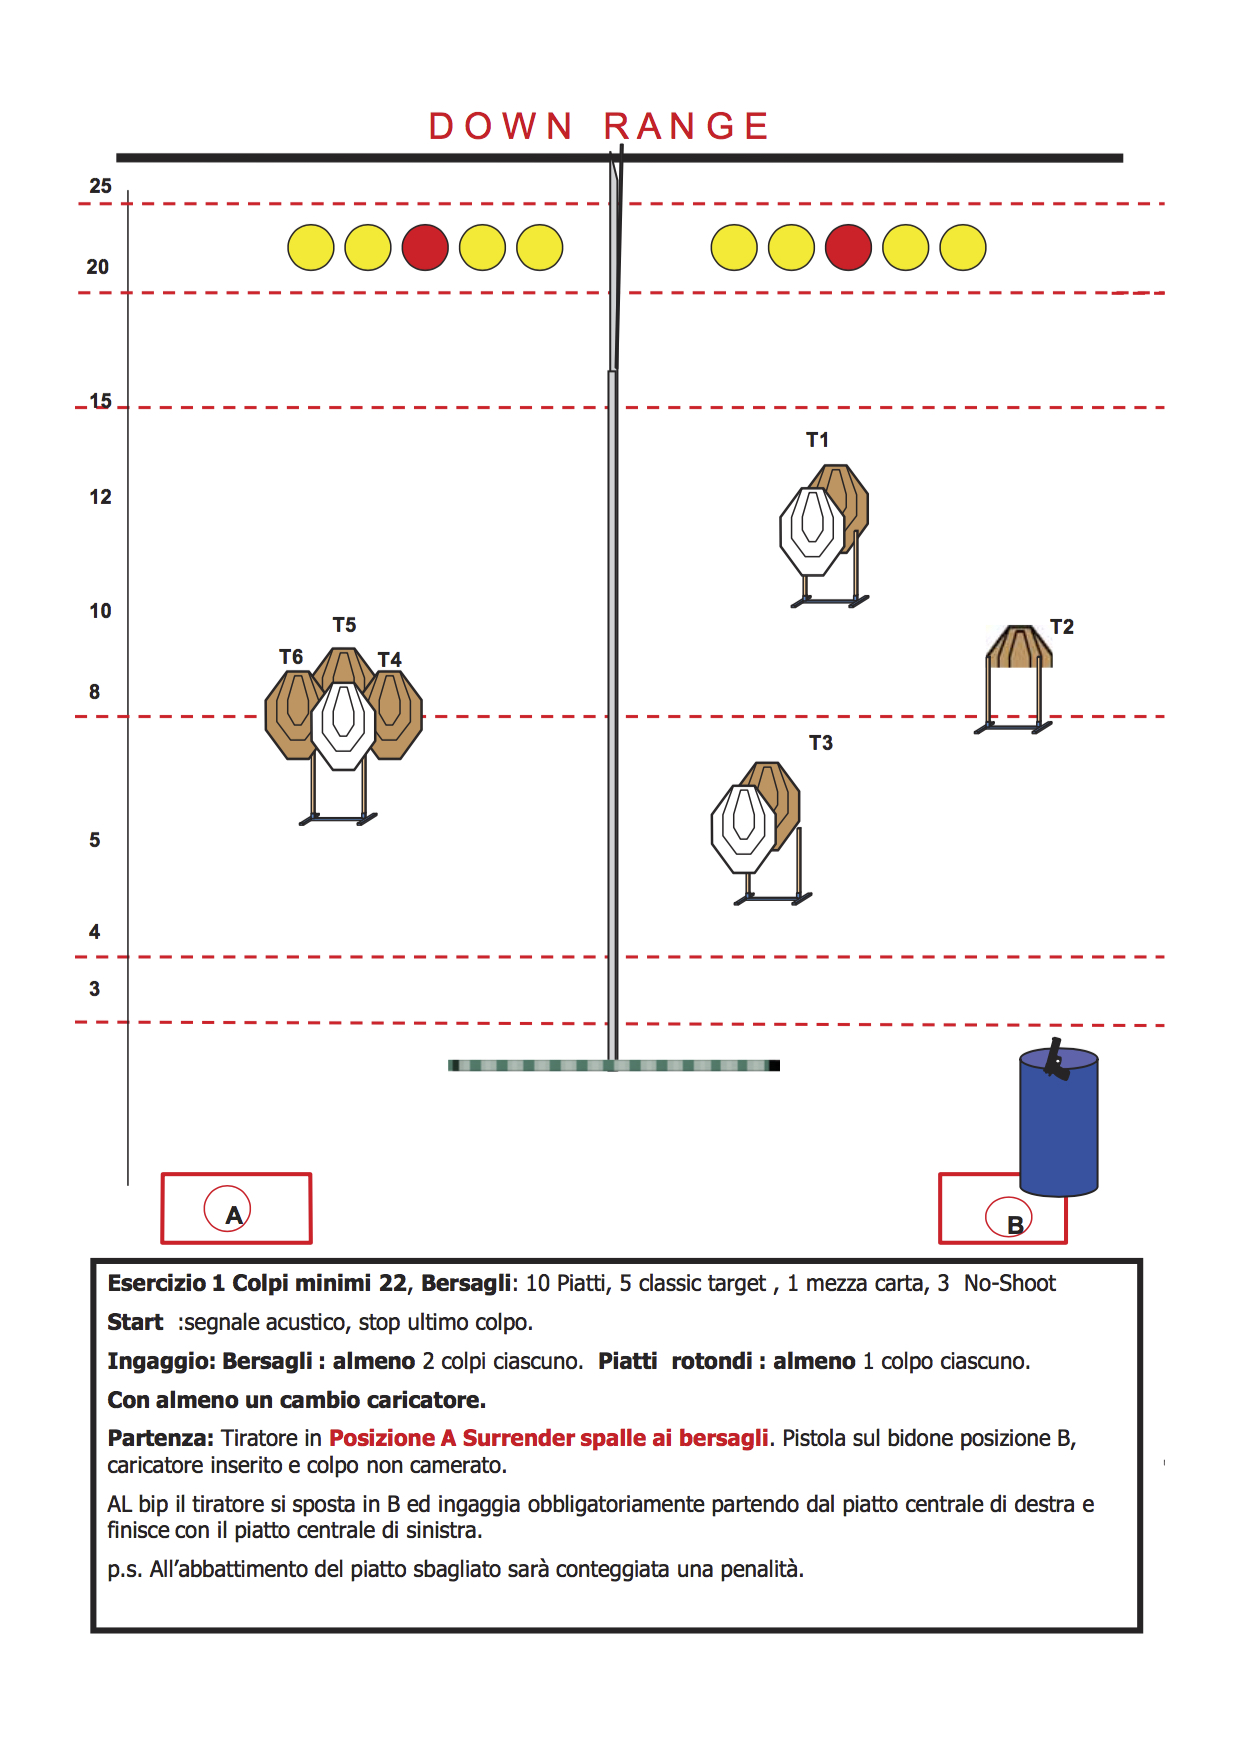 DOWN RANGE
25
20
15
T1
12
10
T5
T2
T6
T4
8
T3
5
4
3
A
B
Esercizio 1 Colpi minimi 22, Bersagli: 10 Piatti, 5 classic target , 1 mezza carta, 3 No-Shoot
Start :segnale acustico, stop ultimo colpo.
Ingaggio: Bersagli : almeno 2 colpi ciascuno. Piatti rotondi : almeno 1 colpo ciascuno.
Con almeno un cambio caricatore.
Partenza: Tiratore in Posizione A Surrender spalle ai bersagli. Pistola sul bidone posizione B,
caricatore inserito e colpo non camerato.
AL bip il tiratore si sposta in B ed ingaggia obbligatoriamente partendo dal piatto centrale di destra e
finisce con il piatto centrale di sinistra.
p.s. All’abbattimento del piatto sbagliato sarà conteggiata una penalità.